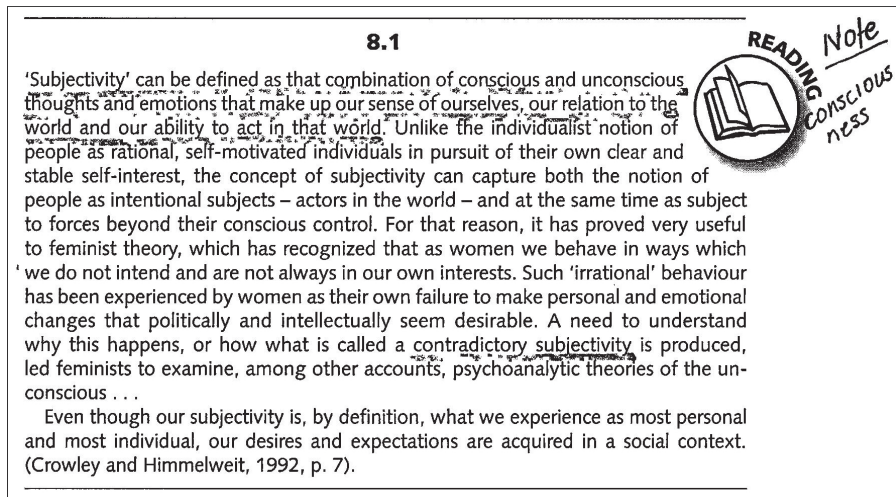 8.1
READING
Note
conscious
ness
'Subjectivity' can be defined as that combination of conscious and unconscious
thoughts and emotions that make up our sense of ourselves, our relation to the
world and our ability to act in that world. Unlike the individualist notion of
people as rational, self-motivated individuals in pursuit of their own clear and
stable self-interest, the concept of subjectivity can capture both the notion of
people as intentional subjects – actors in the world – and at the same time as subject
to forces beyond their conscious control. For that reason, it has proved very useful
to feminist theory, which has recognized that as women we behave in ways which
we do not intend and are not always in our own interests. Such 'irrational' behaviour
has been experienced by women as their own failure to make personal and emotional
changes that politically and intellectually seem desirable. A need to understand
why this happens, or how what is called a contradictory subjectivity is produced,
led feminists to examine, among other accounts, psychoanalytic theories of the un-
conscious . . .
Even though our subjectivity is, by definition, what we experience as most personal
and most individual, our desires and expectations are acquired in a social context.
(Crowley and Himmelweit, 1992, p. 7).